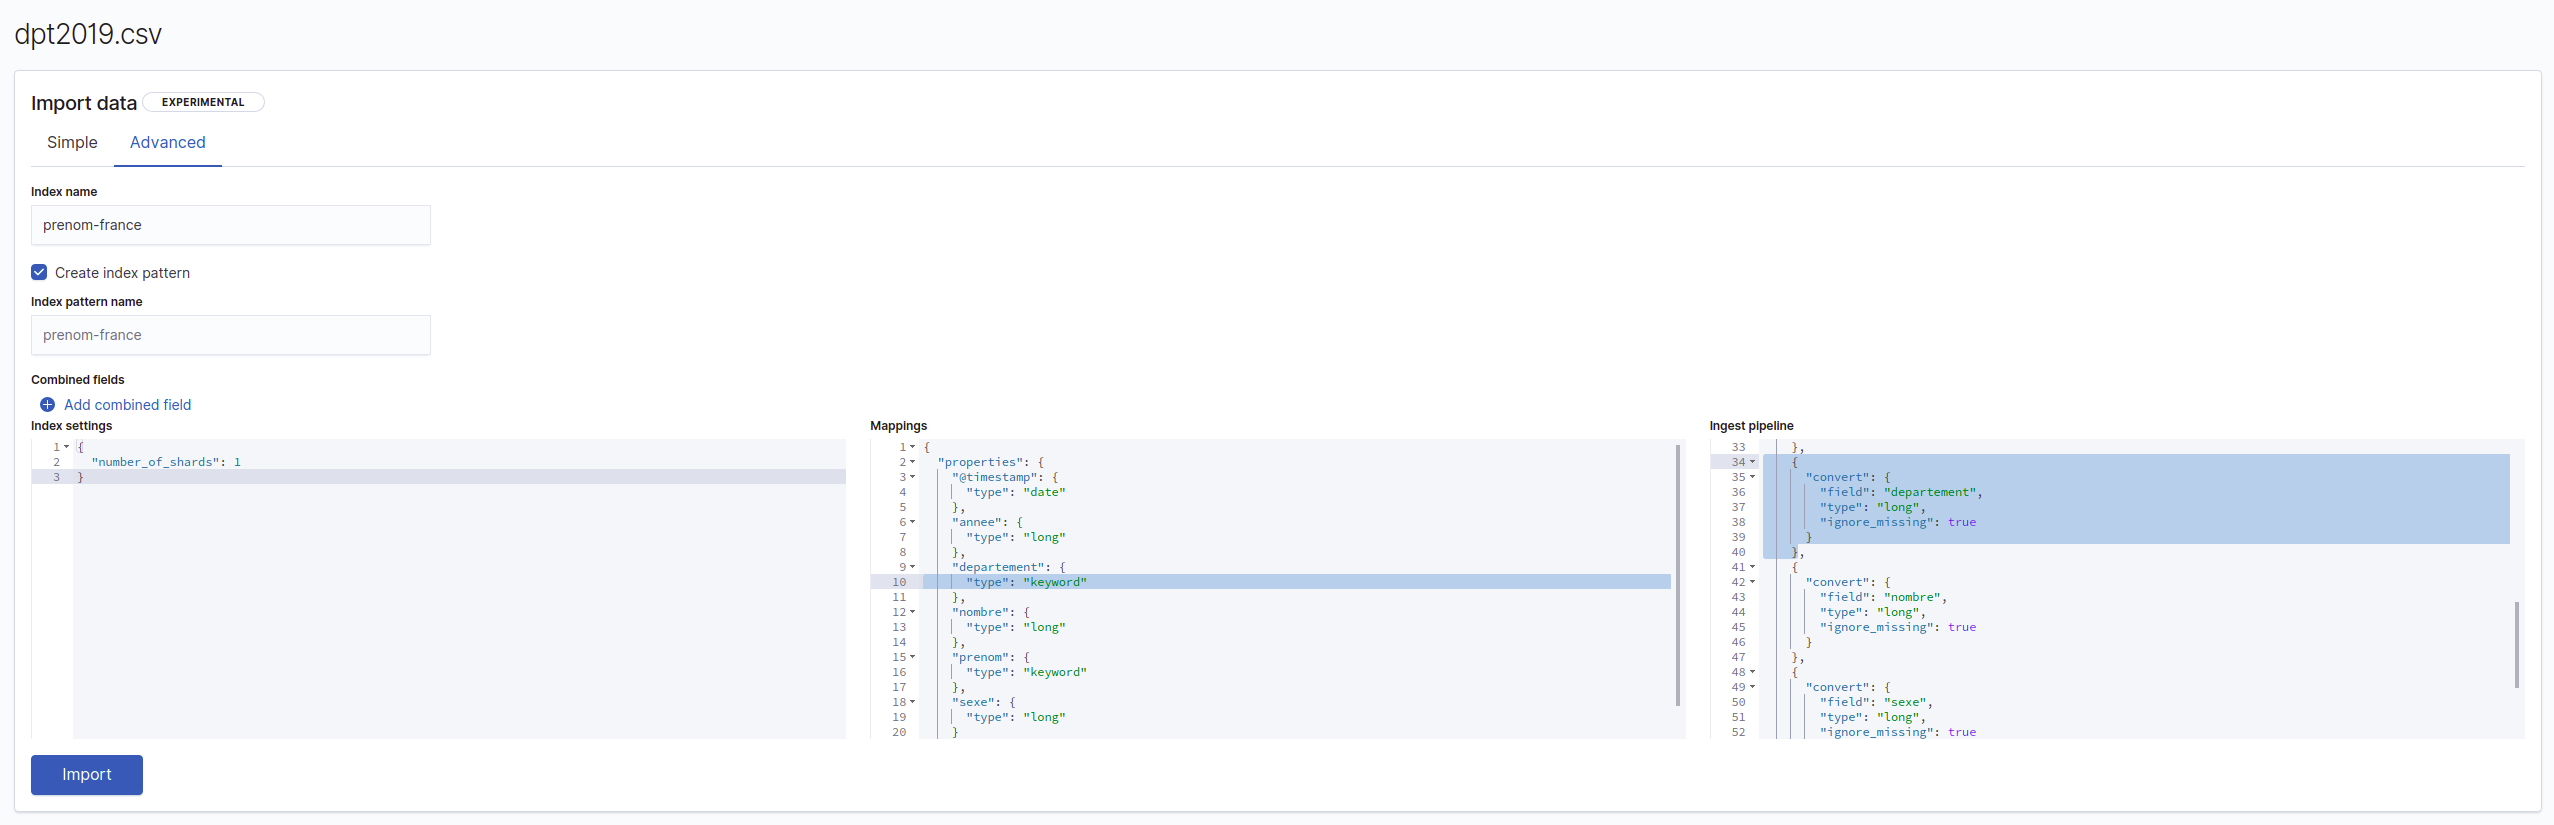 dpt2019.csv
Import data EXPERIMENTAL
Simple Advanced
Index name
prenom-france
Create index pattern
Index pattern name
prenom-france
Combined fields
Add combined field
Index settings
1 {
2 "number_of_shards": 1
3 }
Mappings
1 {
2 "properties": {
3 "@timestamp": {
4 "type": "date"
5 },
6 "annee": {
7 "type": "long"
8 },
9 "departement": {
10 "type": "keyword"
11 },
12 "nombre": {
13 "type": "long"
14 },
15 "prenom": {
16 "type": "keyword"
17 },
18 "sexe": {
19 "type": "long"
20 }
Ingest pipeline
33 },
34 {
35 "convert": {
36 "field": "departement",
37 "type": "long",
38 "ignore_missing": true
39 }
40 },
41 {
42 "convert": {
43 "field": "nombre",
44 "type": "long",
45 "ignore_missing": true
46 }
47 },
48 {
49 "convert": {
50 "field": "sexe",
51 "type": "long",
52 "ignore_missing": true
Import